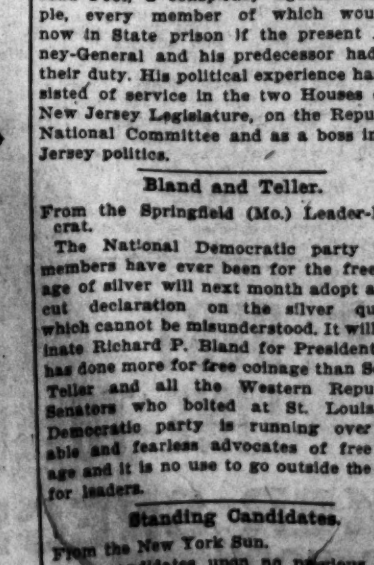 ple, every member of which wou
now in State prison if the present
ney-General and his predecessor had
their duty. His political experience ha
sisted of service in the two Houses
New Jersey Legislature, on the Repu
National Committee and as a boss in
Jersey politics.
Bland and Teller.
From the Springfield (Mo.) Leader-
crat.
The National Democratic party
members have ever been for the free
age of silver will next month adopt a
cut declaration on the silver qu
which cannot be misunderstood. It will
inate Richard P. Bland for President
has done more for free coinage than S
Teller and all the Western Repu
Senators who bolted at St. Louis
Democratic party is running over
able and fearless advocates of free
age and it is no use to go outside the
for leaders.
Standing Candidates.
From the New York Sun.
upon no previous